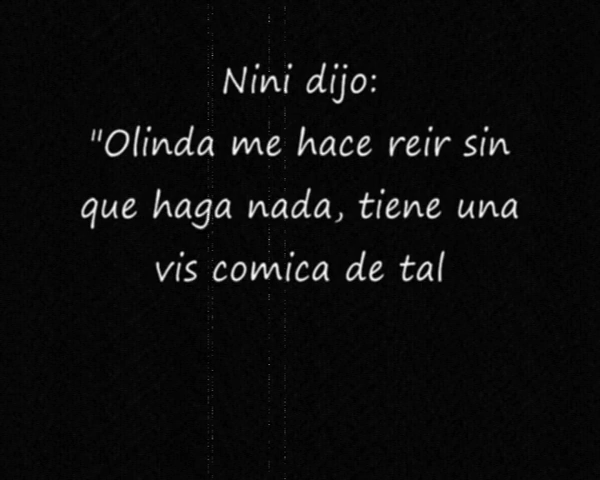 Nini dijo:
"Olinda me hace reir sin
que haga nada, tiene una
vis comica de tal